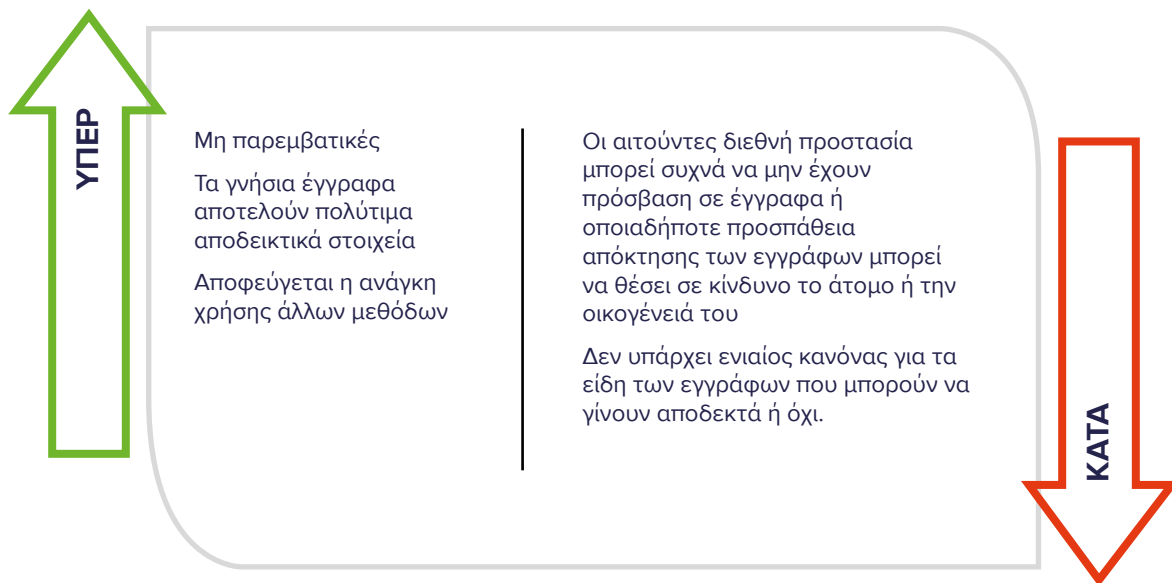 ΥΠΕΡ
Μη παρεμβατικές
Τα γνήσια έγγραφα
αποτελούν πολύτιμα
αποδεικτικά στοιχεία
Αποφεύγεται η ανάγκη
χρήσης άλλων μεθόδων
Οι αιτούντες διεθνή προστασία
μπορεί συχνά να μην έχουν
πρόσβαση σε έγγραφα ή
οποιαδήποτε προσπάθεια
απόκτησης των εγγράφων μπορεί
να θέσει σε κίνδυνο το άτομο ή την
οικογένειά του
Δεν υπάρχει ενιαίος κανόνας για τα
είδη των εγγράφων που μπορούν να
γίνουν αποδεκτά ή όχι.
ΚΑΤΑ